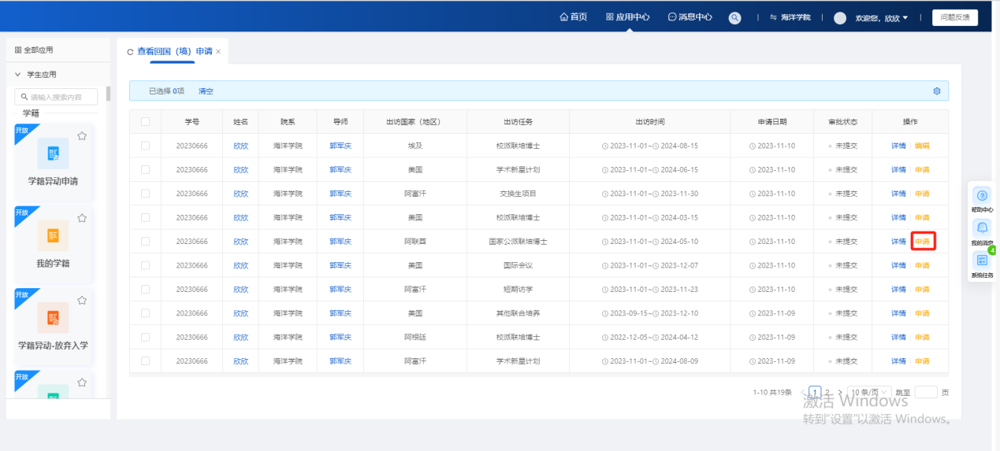 首页 应用中心 消息中心 海洋学院 欢迎您, 欣欣 问题反馈
全部应用
学生应用
请输入搜索内容
学籍
开放
学籍异动申请
开放
我的学籍
开放
学籍异动-放弃入学
开放
查看回国（境）申请 ×
已选择 0项 清空
学号 姓名 院系 导师 出访国家（地区） 出访任务 出访时间 申请日期 审批状态 操作
20230666 欣欣 海洋学院 郭军庆 埃及 校派联培博士 2023-11-01~2024-08-15 2023-11-10 未提交 详情 编辑
20230666 欣欣 海洋学院 郭军庆 美国 学术新星计划 2023-11-01~2024-06-15 2023-11-10 未提交 详情 申请
20230666 欣欣 海洋学院 郭军庆 阿富汗 交换生项目 2023-11-01~2023-11-30 2023-11-10 未提交 详情 申请
20230666 欣欣 海洋学院 郭军庆 美国 校派联培博士 2023-11-01~2024-03-15 2023-11-10 未提交 详情 申请
20230666 欣欣 海洋学院 郭军庆 阿联酋 国家公派联培博士 2023-11-01~2024-05-10 2023-11-10 未提交 详情 申请
20230666 欣欣 海洋学院 郭军庆 美国 国际会议 2023-11-01~2023-12-07 2023-11-10 未提交 详情 申请
20230666 欣欣 海洋学院 郭军庆 阿富汗 短期访学 2023-11-01~2023-11-23 2023-11-10 未提交 详情 申请
20230666 欣欣 海洋学院 郭军庆 美国 其他联合培养 2023-09-15~2023-12-10 2023-11-09 未提交 详情 申请
20230666 欣欣 海洋学院 郭军庆 阿根廷 校派联培博士 2022-12-05~2024-04-12 2023-11-09 未提交 详情 申请
20230666 欣欣 海洋学院 郭军庆 阿富汗 学术新星计划 2023-11-01~2024-08-09 2023-11-09 未提交 详情 申请
1-10 共19条 < 1 2 > 10 条/页 跳至 页
激活 Windows
转到"设置"以激活 Windows。
帮助中心
我的消息
4
系统任务